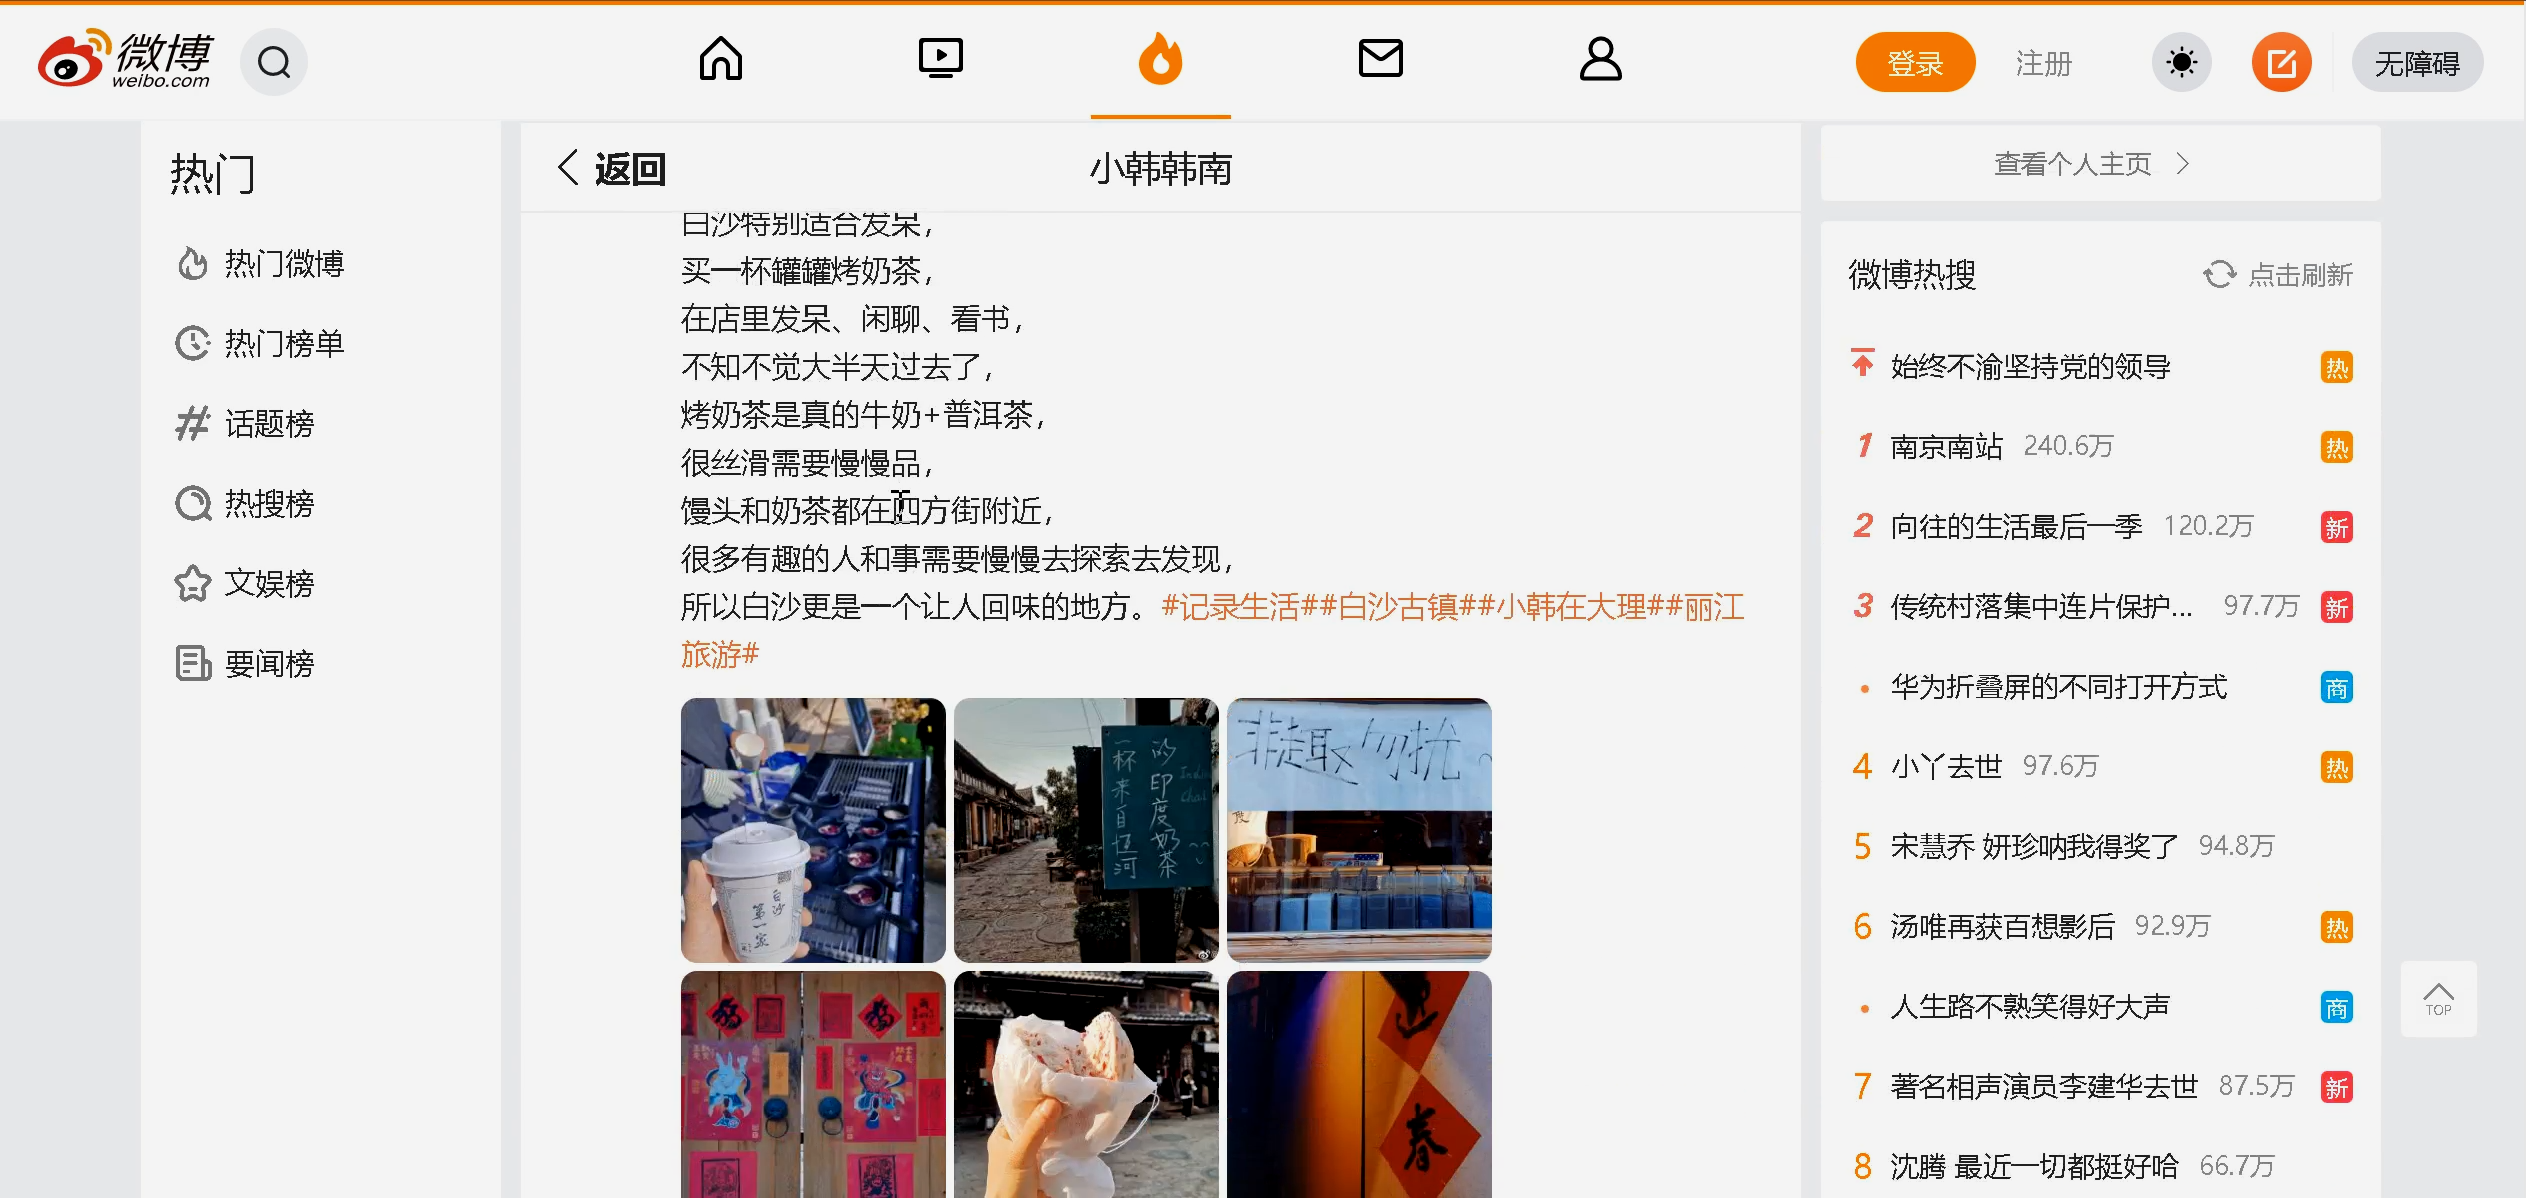 微博
weibo.com
登录
注册
无障碍
热门
热门微博
热门榜单
话题榜
热搜榜
文娱榜
要闻榜
返回
小韩韩南
白沙特别适合发呆，
买一杯罐罐烤奶茶，
在店里发呆、闲聊、看书，
不知不觉大半天过去了，
烤奶茶是真的牛奶+普洱茶，
很丝滑需要慢慢品，
馒头和奶茶都在四方街附近，
很多有趣的人和事需要慢慢去探索去发现，
所以白沙更是一个让人回味的地方。#记录生活##白沙古镇##小韩在大理##丽江
旅游#
白沙
第一家
一杯来自恒河
的印度奶茶
非趣勿扰
春
查看个人主页
微博热搜
点击刷新
始终不渝坚持党的领导 热
1 南京南站 240.6万 热
2 向往的生活最后一季 120.2万 新
3 传统村落集中连片保护... 97.7万 新
华为折叠屏的不同打开方式 商
4 小丫去世 97.6万 热
5 宋慧乔 妍珍呐我得奖了 94.8万
6 汤唯再获百想影后 92.9万 热
人生路不熟笑得好大声 商
7 著名相声演员李建华去世 87.5万 新
8 沈腾 最近一切都挺好哈 66.7万
TOP